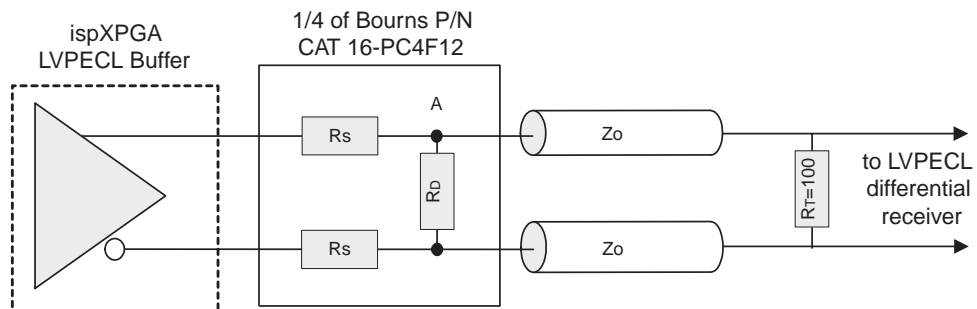 ispXPGA
LVPECL Buffer
1/4 of Bourns P/N
CAT 16-PC4F12
A
Rs
Zo
RD
RT=100
to LVPECL
differential
receiver
Rs
Zo